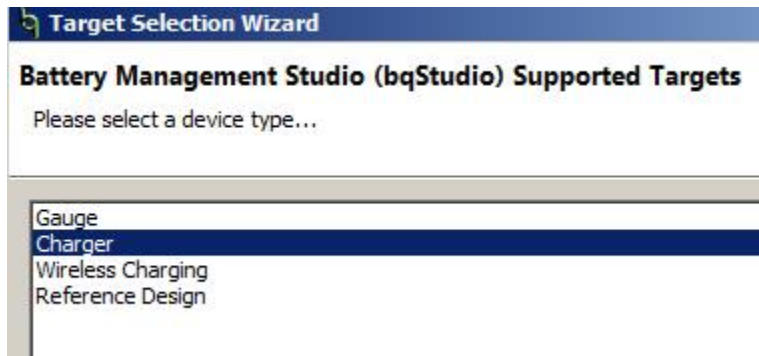 Target Selection Wizard
Battery Management Studio (bqStudio) Supported Targets
Please select a device type...
Gauge
Charger
Wireless Charging
Reference Design